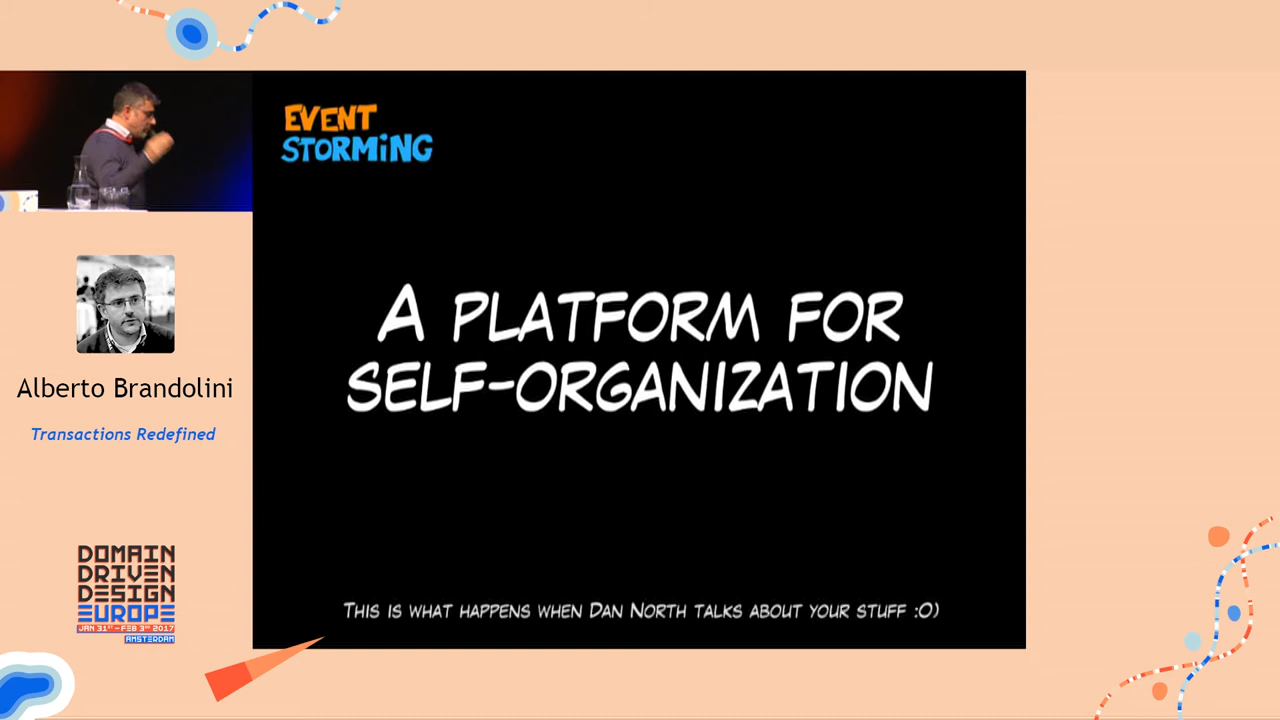 EVENT
STORMiNG
A PLATFORM FOR
SELF-ORGANIZATION
THIS IS WHAT HAPPENS WHEN DAN NORTH TALKS ABOUT YOUR STUFF :O)
Alberto Brandolini
Transactions Redefined
DOMAIN
DRIVEN
DESIGN
EUROPE
JAN 31ST-FEB 3RD 2017
AMSTERDAM